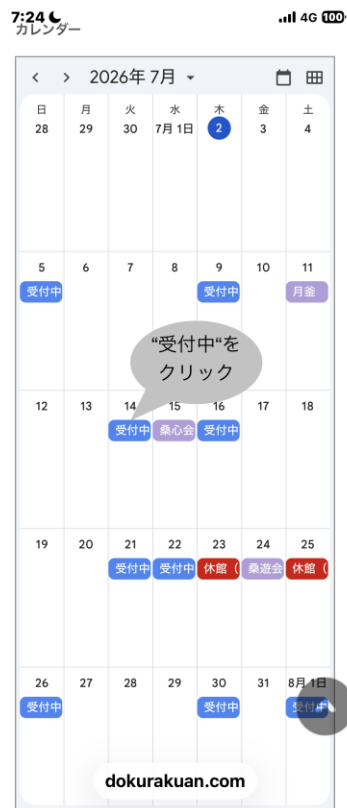 7:24 4G 100
カレンダー
2026年 7月
日 月 火 水 木 金 土
28 29 30 7月 1日 2 3 4
5 6 7 8 9 10 11
受付中 受付中 月釜
"受付中"を
クリック
12 13 14 15 16 17 18
受付中 桑心会 受付中
19 20 21 22 23 24 25
受付中 受付中 休館（ 桑遊会 休館（
26 27 28 29 30 31 8月 1日
受付中 受付中 受付中
dokurakuan.com